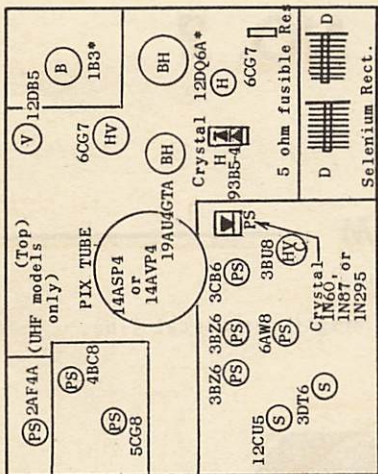 (Top)
(UHF models
only)
PS
2AF4A
PS
4BC8
PS
5CG8
V
12DB5
B
1B3*
6CG7
HV
BH
12DQ6A*
H
6CG7
BH
19AU4GTA
PIX TUBE
14ASP4
or
14AVP4
Crystal
H
93B5-4
5 ohm fusible Res
D
D
Selenium Rect.
PS
3BU8
HV
C
Crystal
1N60,
1N87 or
1N295
3CB6
PS
3BZ6
PS
3BZ6
PS
6AW8
PS
12CU5
S
3DT6
S